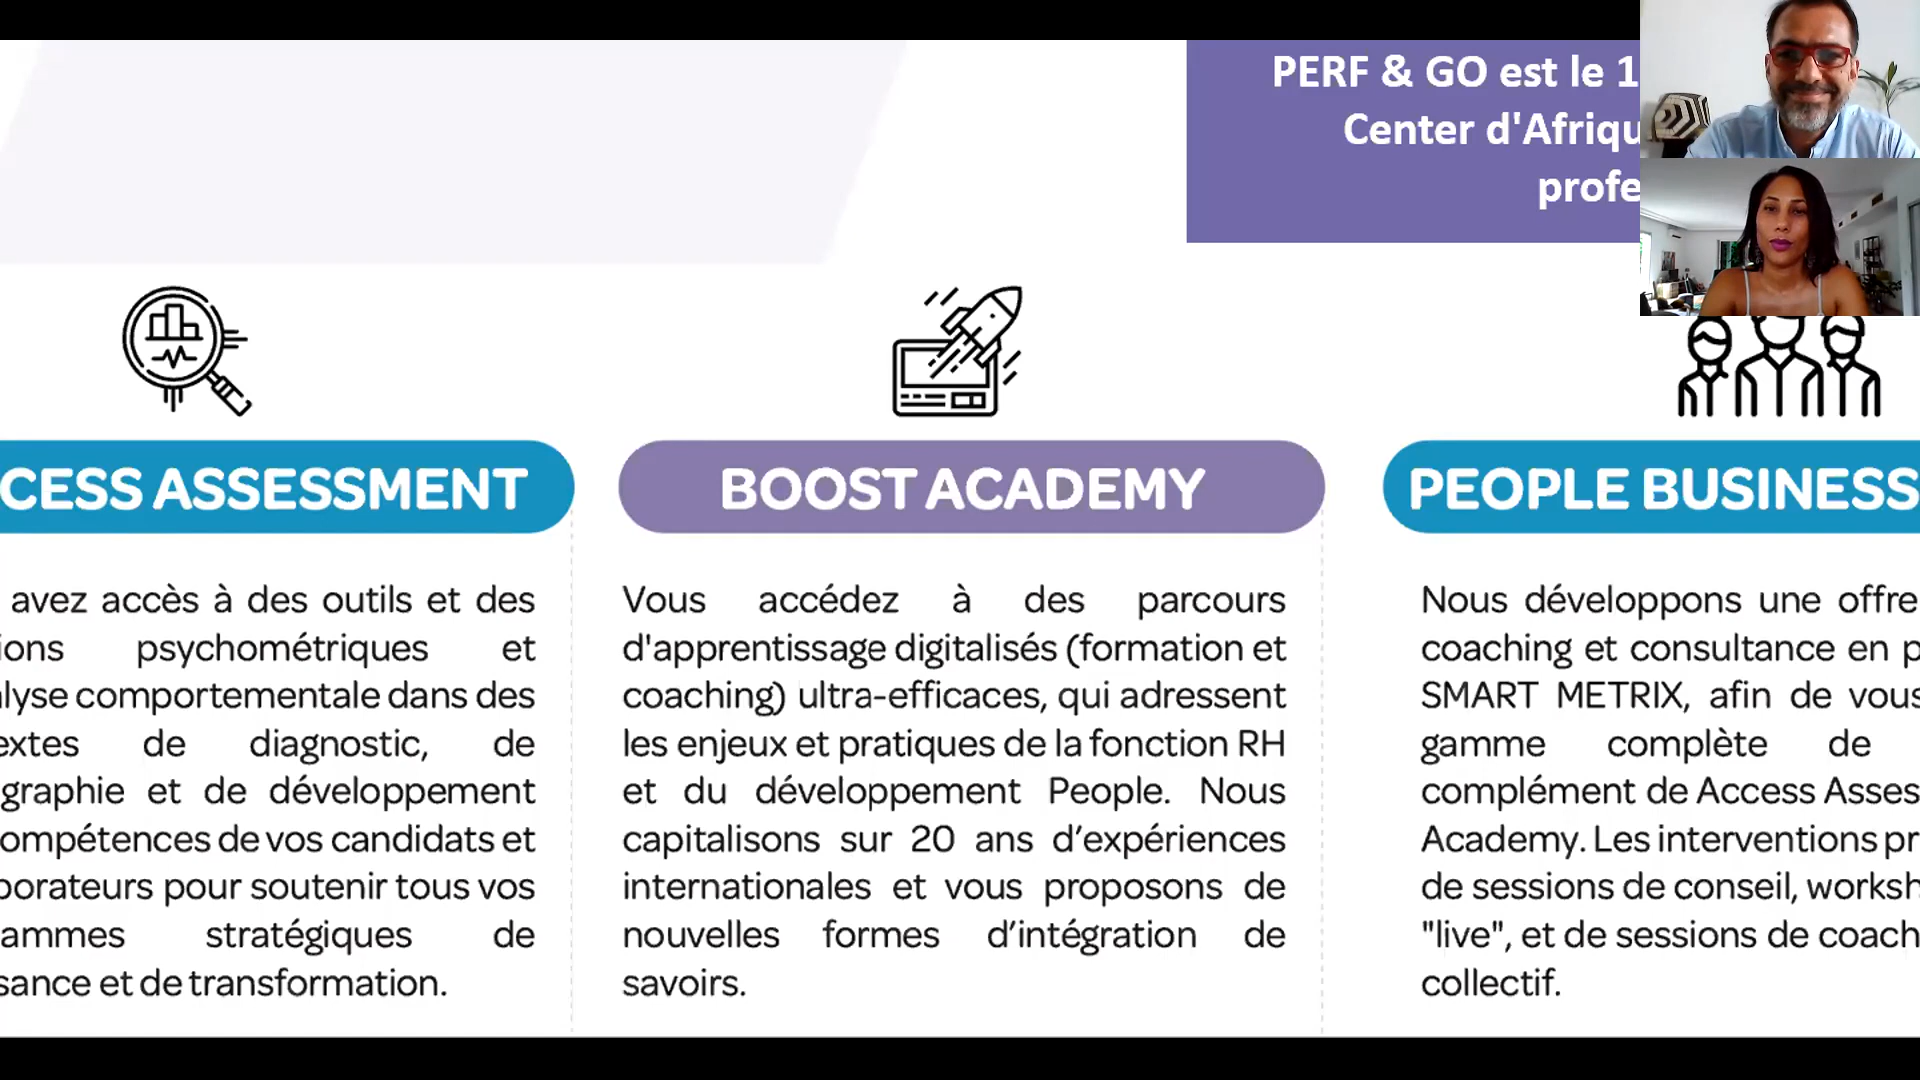 PERF & GO est le 1
Center d'Afriqu
profe
CESS ASSESSMENT
avez accès à des outils et des
ions psychométriques et
lyse comportementale dans des
extes de diagnostic, de
graphie et de développement
ompétences de vos candidats et
borateurs pour soutenir tous vos
ammes stratégiques de
sance et de transformation.
BOOST ACADEMY
Vous accédez à des parcours
d'apprentissage digitalisés (formation et
coaching) ultra-efficaces, qui adressent
les enjeux et pratiques de la fonction RH
et du développement People. Nous
capitalisons sur 20 ans d’expériences
internationales et vous proposons de
nouvelles formes d’intégration de
savoirs.
PEOPLE BUSINESS
Nous développons une offre
coaching et consultance en p
SMART METRIX, afin de vous
gamme complète de
complément de Access Asses
Academy. Les interventions pr
de sessions de conseil, worksh
"live", et de sessions de coach
collectif.